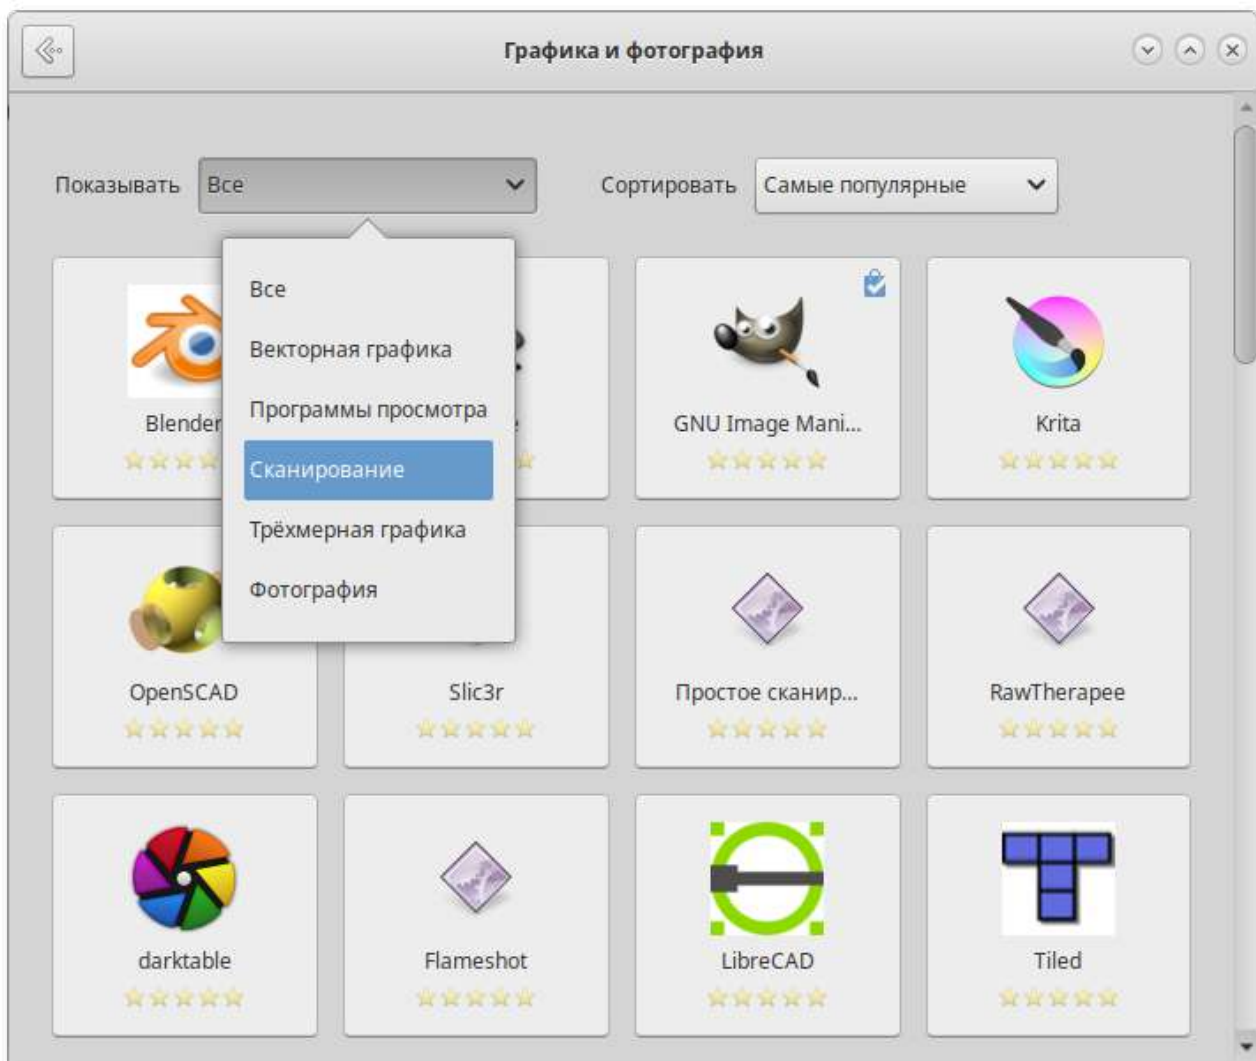 Графика и фотография
Показывать Все Сортировать Самые популярные
Все
Векторная графика
Программы просмотра
Сканирование
Трёхмерная графика
Фотография
Blender GNU Image Mani... Krita
OpenSCAD Slic3r Простое сканир... RawTherapee
darktable Flameshot LibreCAD Tiled